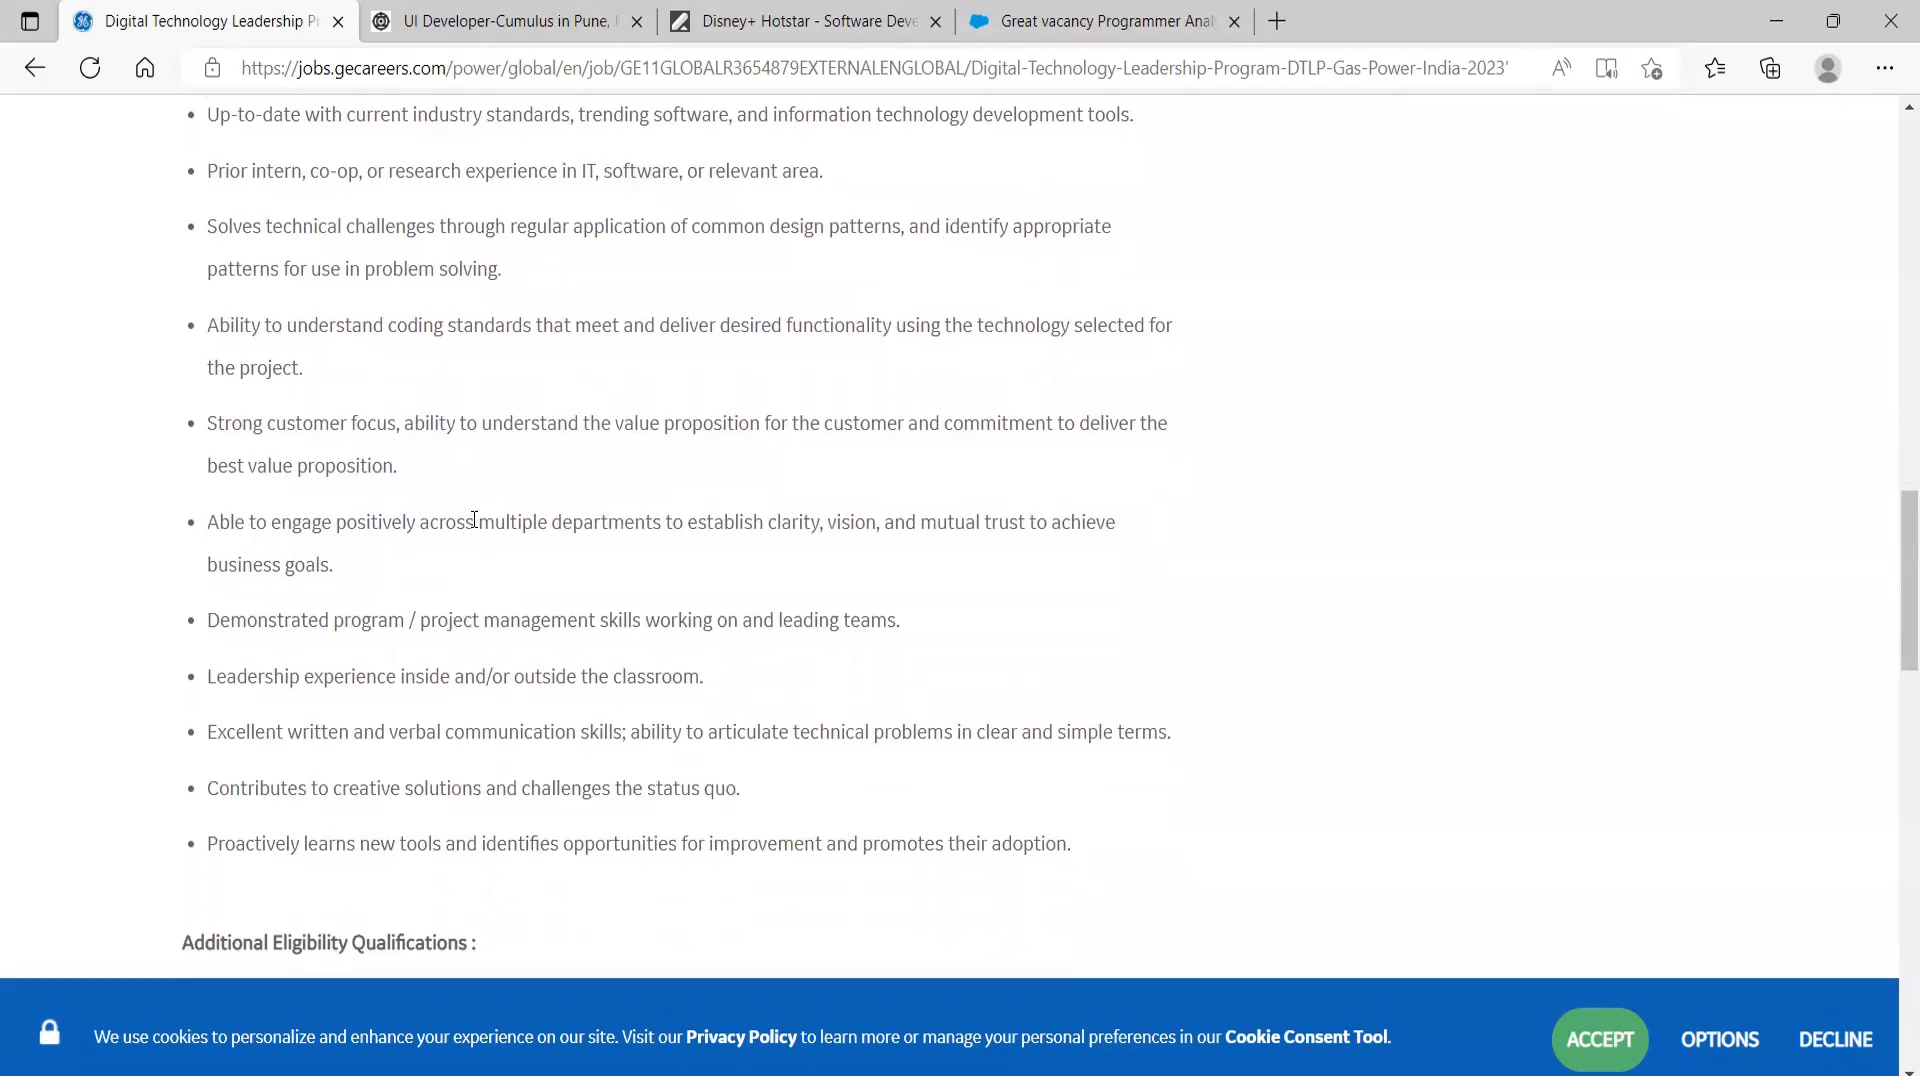 Digital Technology Leadership P
UI Developer-Cumulus in Pune,
Disney+ Hotstar - Software Deve
Great vacancy Programmer Anal
https://jobs.gecareers.com/power/global/en/job/GE11GLOBALR3654879EXTERNALENGLOBAL/Digital-Technology-Leadership-Program-DTLP-Gas-Power-India-2023'
• Up-to-date with current industry standards, trending software, and information technology development tools.
• Prior intern, co-op, or research experience in IT, software, or relevant area.
• Solves technical challenges through regular application of common design patterns, and identify appropriate
patterns for use in problem solving.
• Ability to understand coding standards that meet and deliver desired functionality using the technology selected for
the project.
• Strong customer focus, ability to understand the value proposition for the customer and commitment to deliver the
best value proposition.
• Able to engage positively across multiple departments to establish clarity, vision, and mutual trust to achieve
business goals.
• Demonstrated program / project management skills working on and leading teams.
• Leadership experience inside and/or outside the classroom.
• Excellent written and verbal communication skills; ability to articulate technical problems in clear and simple terms.
• Contributes to creative solutions and challenges the status quo.
• Proactively learns new tools and identifies opportunities for improvement and promotes their adoption.
Additional Eligibility Qualifications :
We use cookies to personalize and enhance your experience on our site. Visit our Privacy Policy to learn more or manage your personal preferences in our Cookie Consent Tool.
ACCEPT
OPTIONS
DECLINE